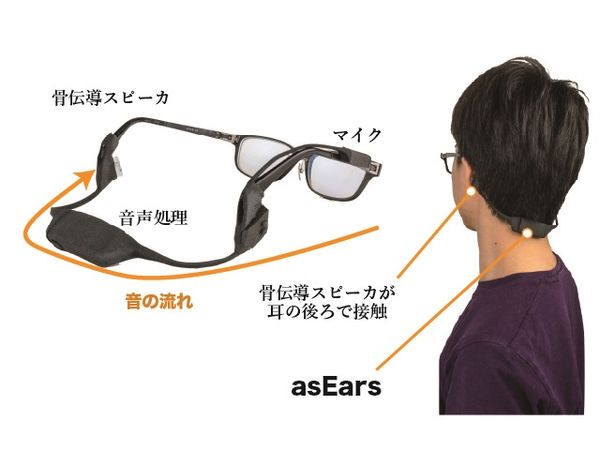 骨伝導スピーカ
マイク
音声処理
音の流れ
骨伝導スピーカが
耳の後ろで接触
asEars